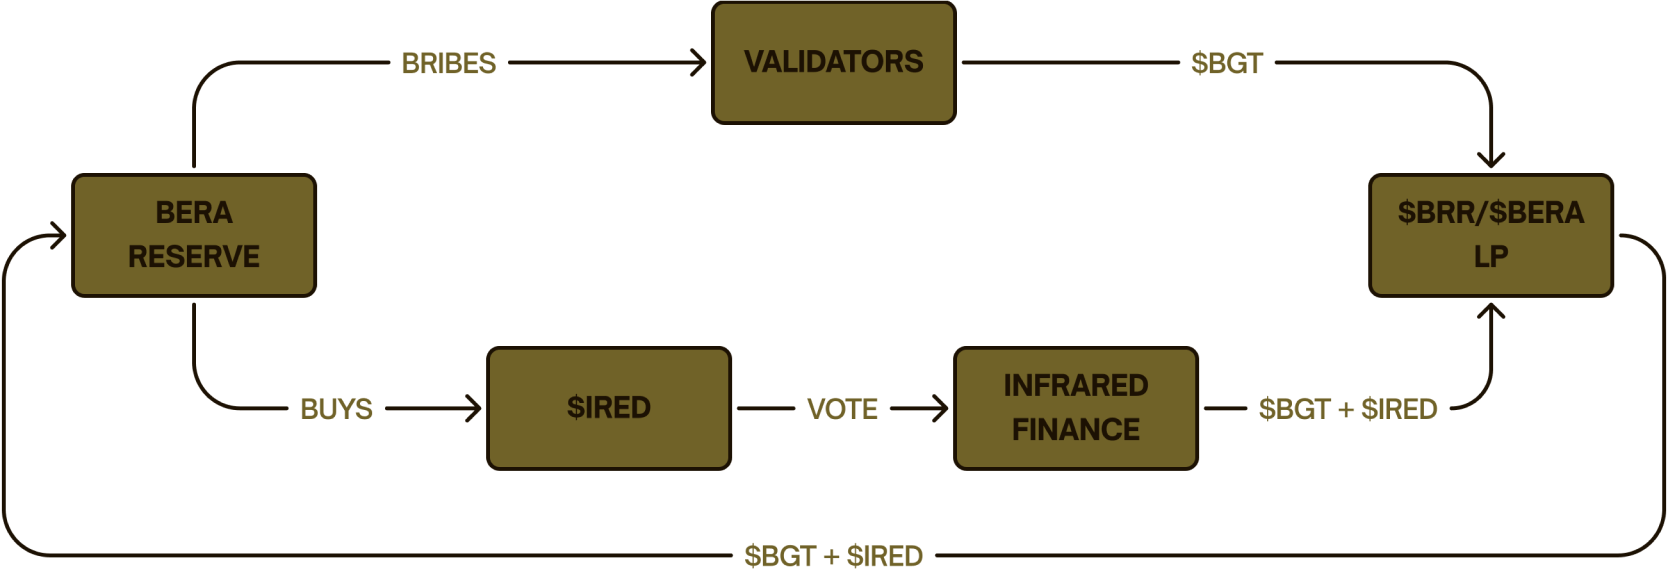 BRIBES
VALIDATORS
$BGT
BERA
RESERVE
$BRR/$BERA
LP
BUYS
$IRED
VOTE
INFRARED
FINANCE
$BGT + $IRED
$BGT + $IRED